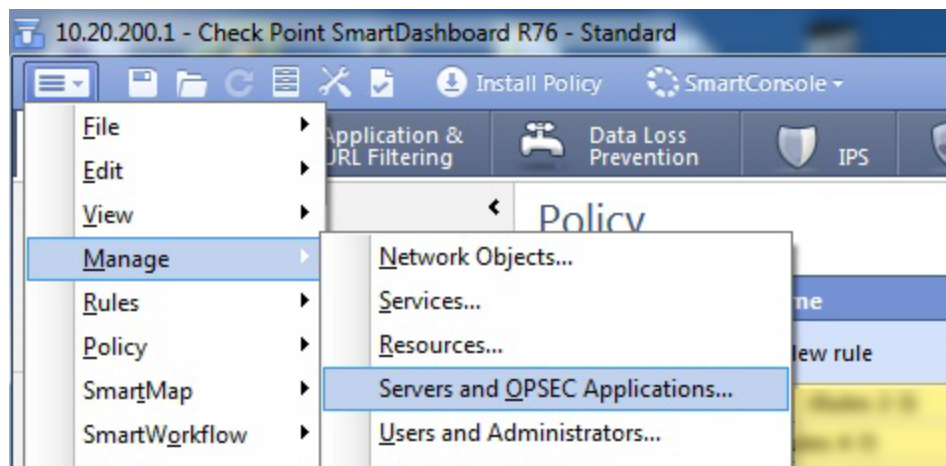 10.20.200.1 - Check Point SmartDashboard R76 - Standard
Install Policy
SmartConsole
File
Edit
View
Manage
Rules
Policy
SmartMap
SmartWorkflow
Application &
URL Filtering
Data Loss
Prevention
IPS
Policy
Network Objects...
Services...
Resources...
Servers and OPSEC Applications...
Users and Administrators...
me
ew rule